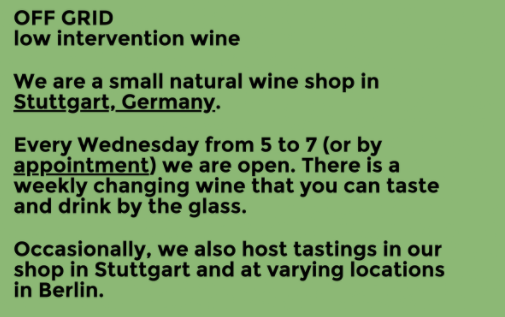 OFF GRID
low intervention wine
We are a small natural wine shop in
Stuttgart, Germany.
Every Wednesday from 5 to 7 (or by
appointment) we are open. There is a
weekly changing wine that you can taste
and drink by the glass.
Occasionally, we also host tastings in our
shop in Stuttgart and at varying locations
in Berlin.